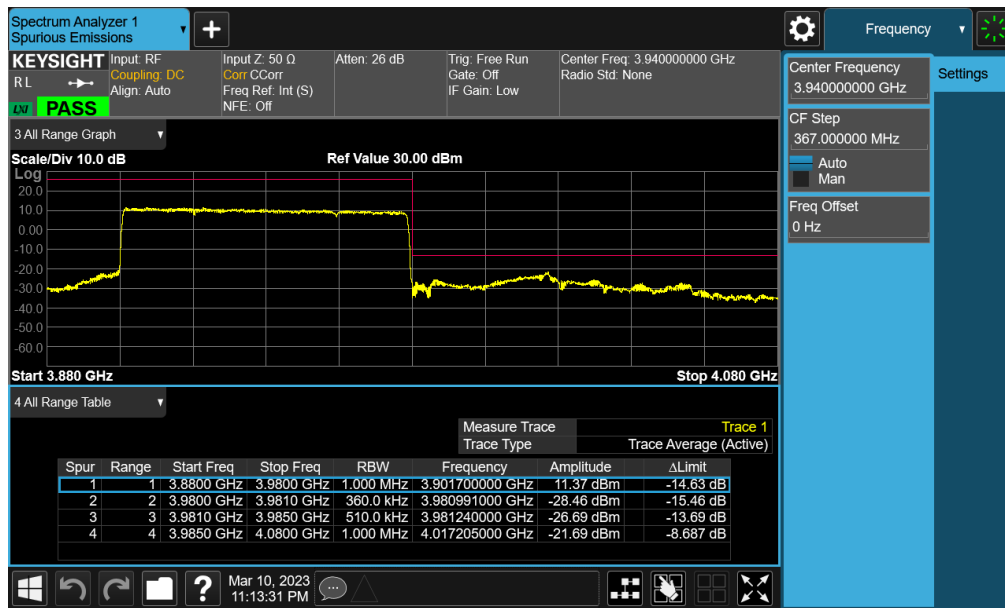 Spectrum Analyzer 1
Spurious Emissions
Frequency
KEYSIGHT
R L
LXI
PASS
Input: RF
Coupling: DC
Align: Auto
Input Z: 50 Ω
Corr CCorr
Freq Ref: Int (S)
NFE: Off
Atten: 26 dB
Trig: Free Run
Gate: Off
IF Gain: Low
Center Freq: 3.940000000 GHz
Radio Std: None
Center Frequency
3.940000000 GHz
Settings
CF Step
367.000000 MHz
Auto
Man
Freq Offset
0 Hz
3 All Range Graph
Scale/Div 10.0 dB
Ref Value 30.00 dBm
Log
20.0
10.0
0.00
-10.0
-20.0
-30.0
-40.0
-50.0
-60.0
Start 3.880 GHz
Stop 4.080 GHz
4 All Range Table
Measure Trace Trace 1
Trace Type Trace Average (Active)
Spur Range Start Freq Stop Freq RBW Frequency Amplitude ΔLimit
1 1 3.8800 GHz 3.9800 GHz 1.000 MHz 3.901700000 GHz 11.37 dBm -14.63 dB
2 2 3.9800 GHz 3.9810 GHz 360.0 kHz 3.980991000 GHz -28.46 dBm -15.46 dB
3 3 3.9810 GHz 3.9850 GHz 510.0 kHz 3.981240000 GHz -26.69 dBm -13.69 dB
4 4 3.9850 GHz 4.0800 GHz 1.000 MHz 4.017205000 GHz -21.69 dBm -8.687 dB
?
Mar 10, 2023
11:13:31 PM